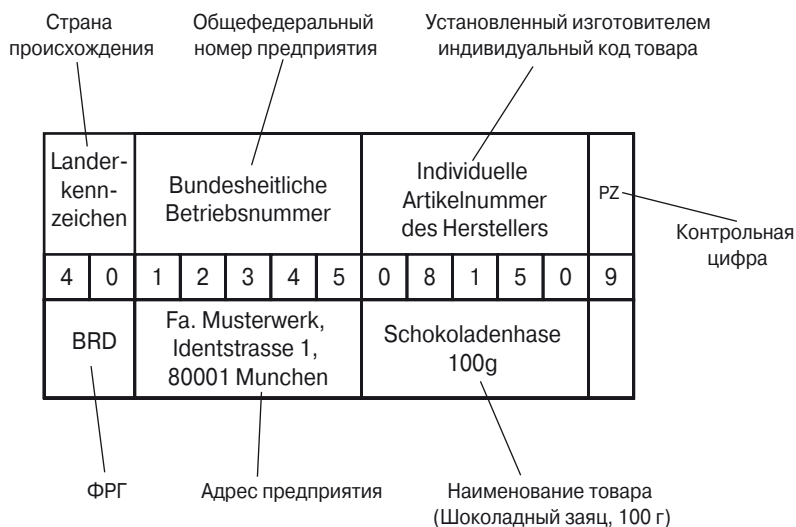 Страна
происхождения
Общефедеральный
номер предприятия
Установленный изготовителем
индивидуальный код товара
Lander-
kenn-
zeichen
Bundesheitliche
Betriebsnummer
Individuelle
Artikelnummer
des Herstellers
PZ
Контрольная
цифра
4 0 1 2 3 4 5 0 8 1 5 0 9
BRD
Fa. Musterwerk,
Identstrasse 1,
80001 Munchen
Schokoladenhase
100g
ФРГ
Адрес предприятия
Наименование товара
(Шоколадный заяц, 100 г)